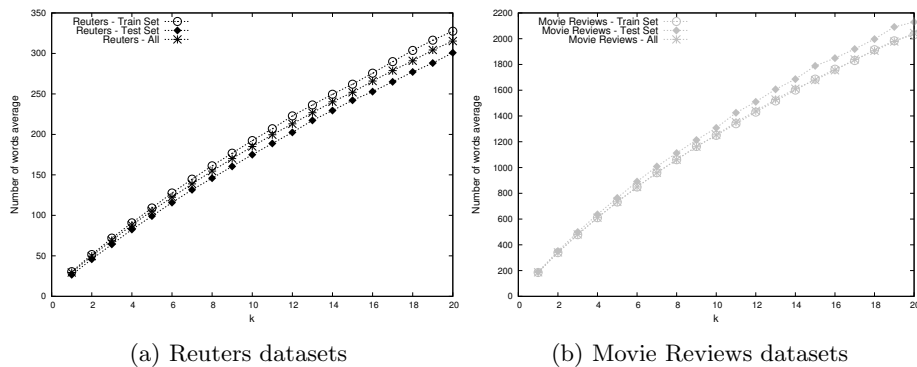 350
300
250
200
150
100
50
0
Number of words average
Reuters - Train Set
Reuters - Test Set
Reuters - All
0 2 4 6 8 10 12 14 16 18 20
k
(a) Reuters datasets
2200
2000
1800
1600
1400
1200
1000
800
600
400
200
0
Number of words average
Movie Reviews - Train Set
Movie Reviews - Test Set
Movie Reviews - All
0 2 4 6 8 10 12 14 16 18 20
k
(b) Movie Reviews datasets